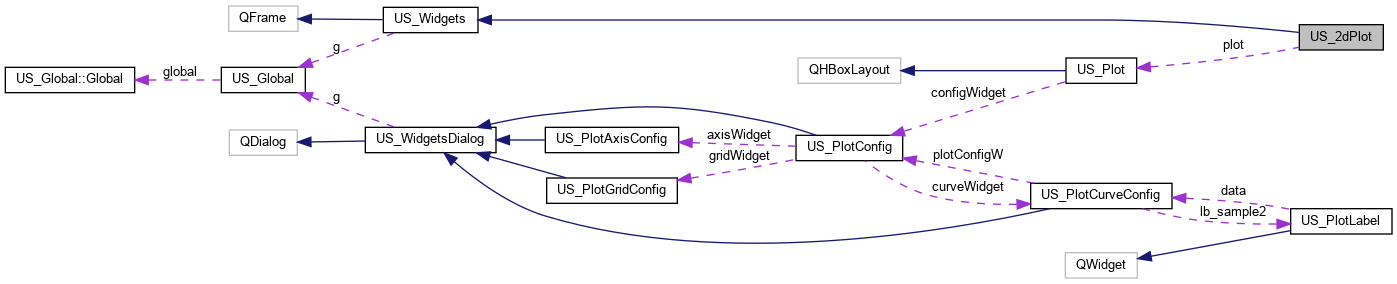 QFrame
US_Widgets
US_2dPlot
g
plot
US_Global::Global
global
US_Global
QHBoxLayout
US_Plot
configWidget
g
QDialog
US_WidgetsDialog
US_PlotAxisConfig
axisWidget
US_PlotConfig
gridWidget
plotConfigW
US_PlotGridConfig
curveWidget
US_PlotCurveConfig
data
lb_sample2
US_PlotLabel
QWidget